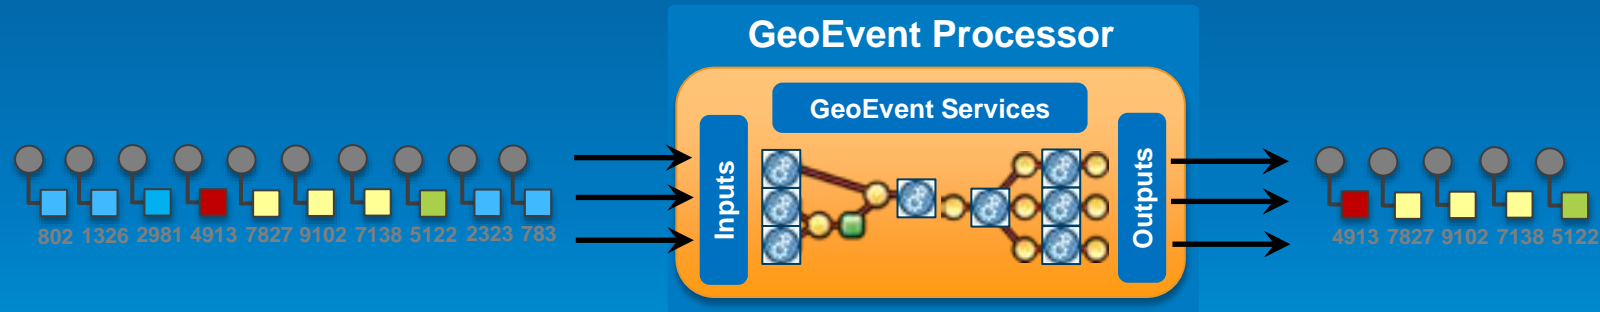 GeoEvent Processor
GeoEvent Services
Inputs
Outputs
802 1326 2981 4913 7827 9102 7138 5122 2323 783
4913 7827 9102 7138 5122